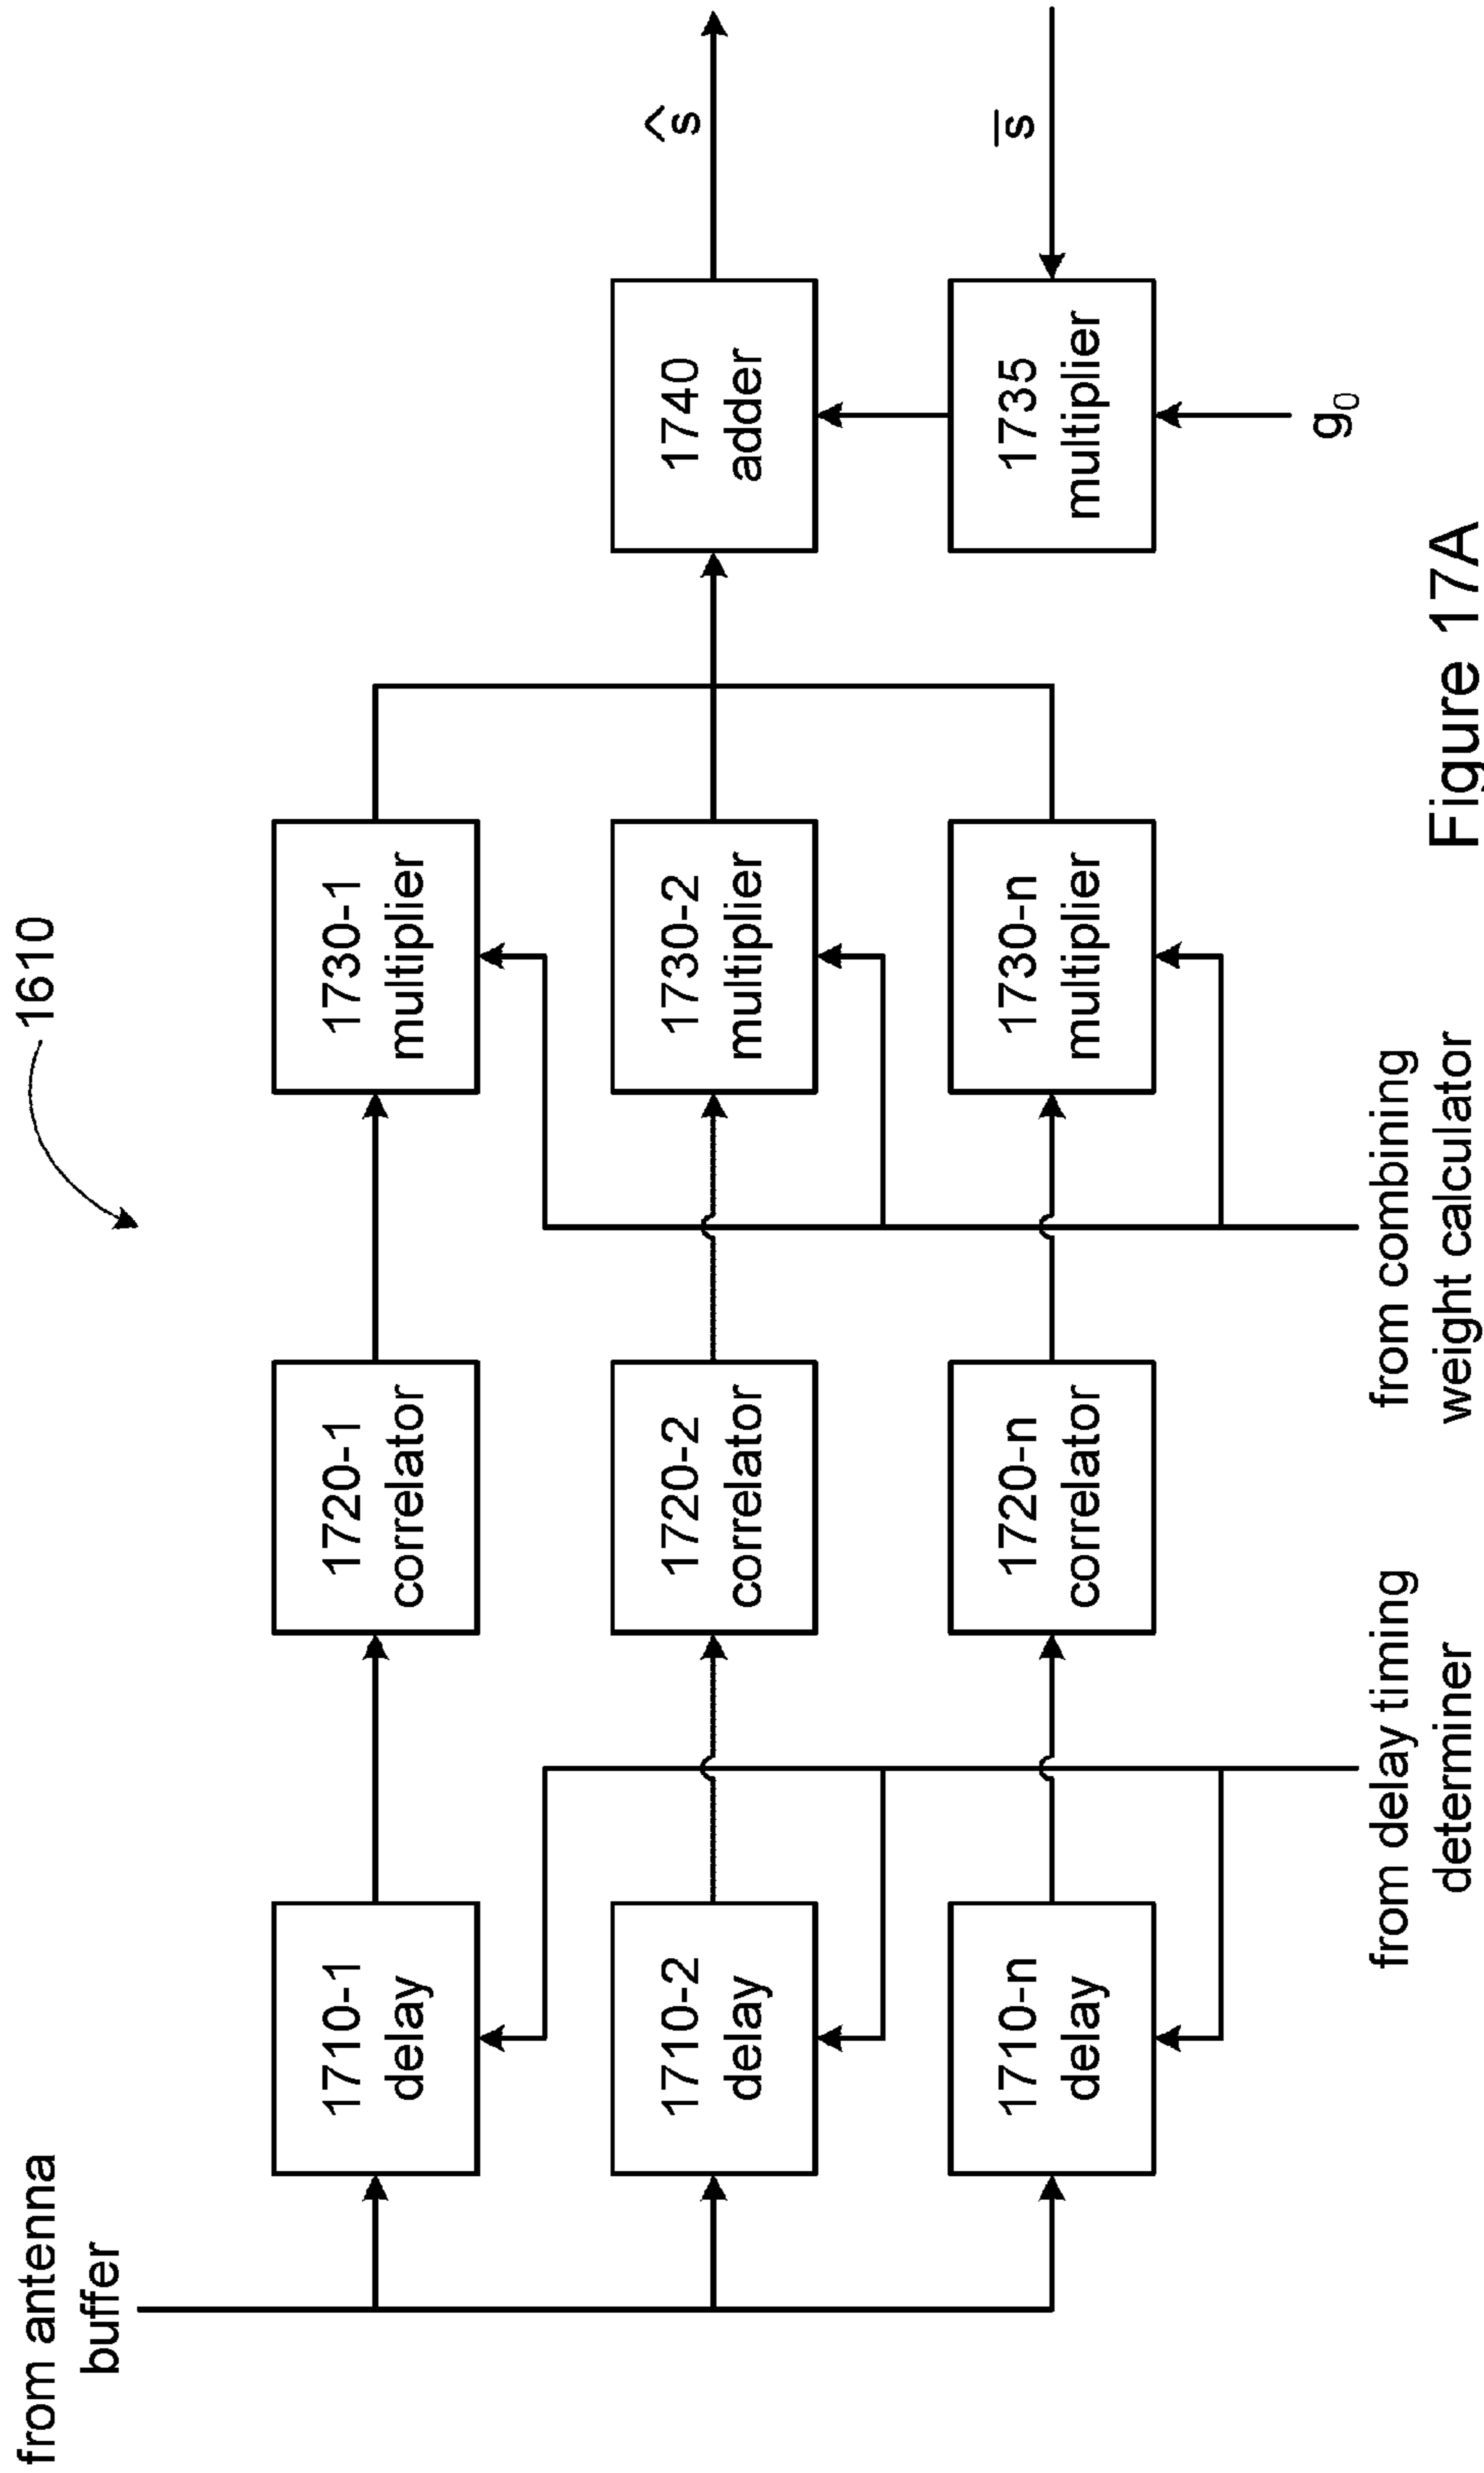 1610
from antenna
buffer
1710-1
delay
1720-1
correlator
1730-1
multiplier
1710-2
delay
1720-2
correlator
1730-2
multiplier
1740
adder
ŝ
1710-n
delay
1720-n
correlator
1730-n
multiplier
1735
multiplier
s̅
g₀
from delay timing
determiner
from combining
weight calculator
Figure 17A